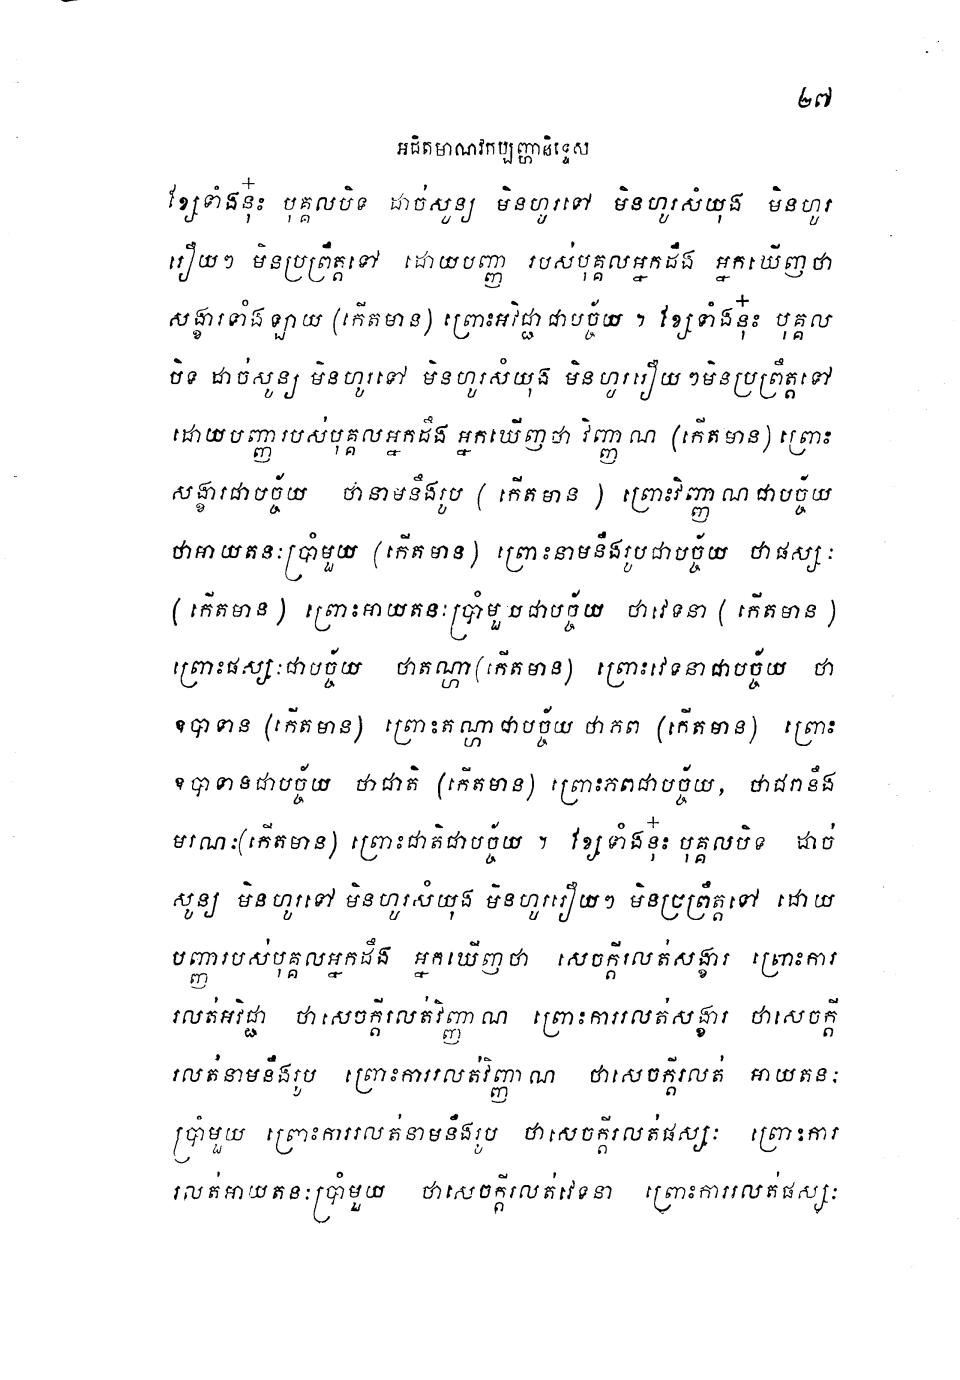 ២៧
អជិតមាណវកប្បញ្ហានិទ្ទេស
ខ្សែទាំងនុ៎ះ បុគ្គលបិទ ដាច់សូន្យ មិនហូរទៅ មិនហូរសំយុង មិនហូរ
រឿយៗ មិនប្រព្រឹត្តទៅ ដោយបញ្ញា របស់បុគ្គលអ្នកដឹង អ្នកឃើញថា
សង្ខារទាំងឡាយ (កើតមាន) ព្រោះអវិជ្ជាជាបច្ច័យ ។ ខ្សែទាំងនុ៎ះ បុគ្គល
បិទ ដាច់សូន្យ មិនហូរទៅ មិនហូរសំយុង មិនហូររឿយៗមិនប្រព្រឹត្តទៅ
ដោយបញ្ញារបស់បុគ្គលអ្នកដឹង អ្នកឃើញថា វិញ្ញាណ (កើតមាន) ព្រោះ
សង្ខារជាបច្ច័យ ថានាមនឹងរូប ( កើតមាន ) ព្រោះវិញ្ញាណជាបច្ច័យ
ថាអាយតនៈប្រាំមួយ (កើតមាន) ព្រោះនាមនឹងរូបជាបច្ច័យ ថាផស្សៈ
( កើតមាន ) ព្រោះអាយតនៈប្រាំមួយជាបច្ច័យ ថាវេទនា ( កើតមាន )
ព្រោះផស្សៈជាបច្ច័យ ថាតណ្ហា(កើតមាន) ព្រោះវេទនាជាបច្ច័យ ថា
ឧបាទាន (កើតមាន) ព្រោះតណ្ហាជាបច្ច័យ ថាភព (កើតមាន) ព្រោះ
ឧបាទានជាបច្ច័យ ថាជាតិ (កើតមាន) ព្រោះភពជាបច្ច័យ, ថាជរានឹង
មរណៈ(កើតមាន) ព្រោះជាតិជាបច្ច័យ ។ ខ្សែទាំងនុ៎ះ បុគ្គលបិទ ដាច់
សូន្យ មិនហូរទៅ មិនហូរសំយុង មិនហូររឿយៗ មិនប្រព្រឹត្តទៅ ដោយ
បញ្ញារបស់បុគ្គលអ្នកដឹង អ្នកឃើញថា សេចក្តីរលត់សង្ខារ ព្រោះការ
រលត់អវិជ្ជា ថាសេចក្តីរលត់វិញ្ញាណ ព្រោះការរលត់សង្ខារ ថាសេចក្តី
រលត់នាមនឹងរូប ព្រោះការរលត់វិញ្ញាណ ថាសេចក្តីរលត់ អាយតនៈ
ប្រាំមួយ ព្រោះការរលត់នាមនឹងរូប ថាសេចក្តីរលត់ផស្សៈ ព្រោះការ
រលត់អាយតនៈប្រាំមួយ ថាសេចក្តីរលត់វេទនា ព្រោះការរលត់ផស្សៈ